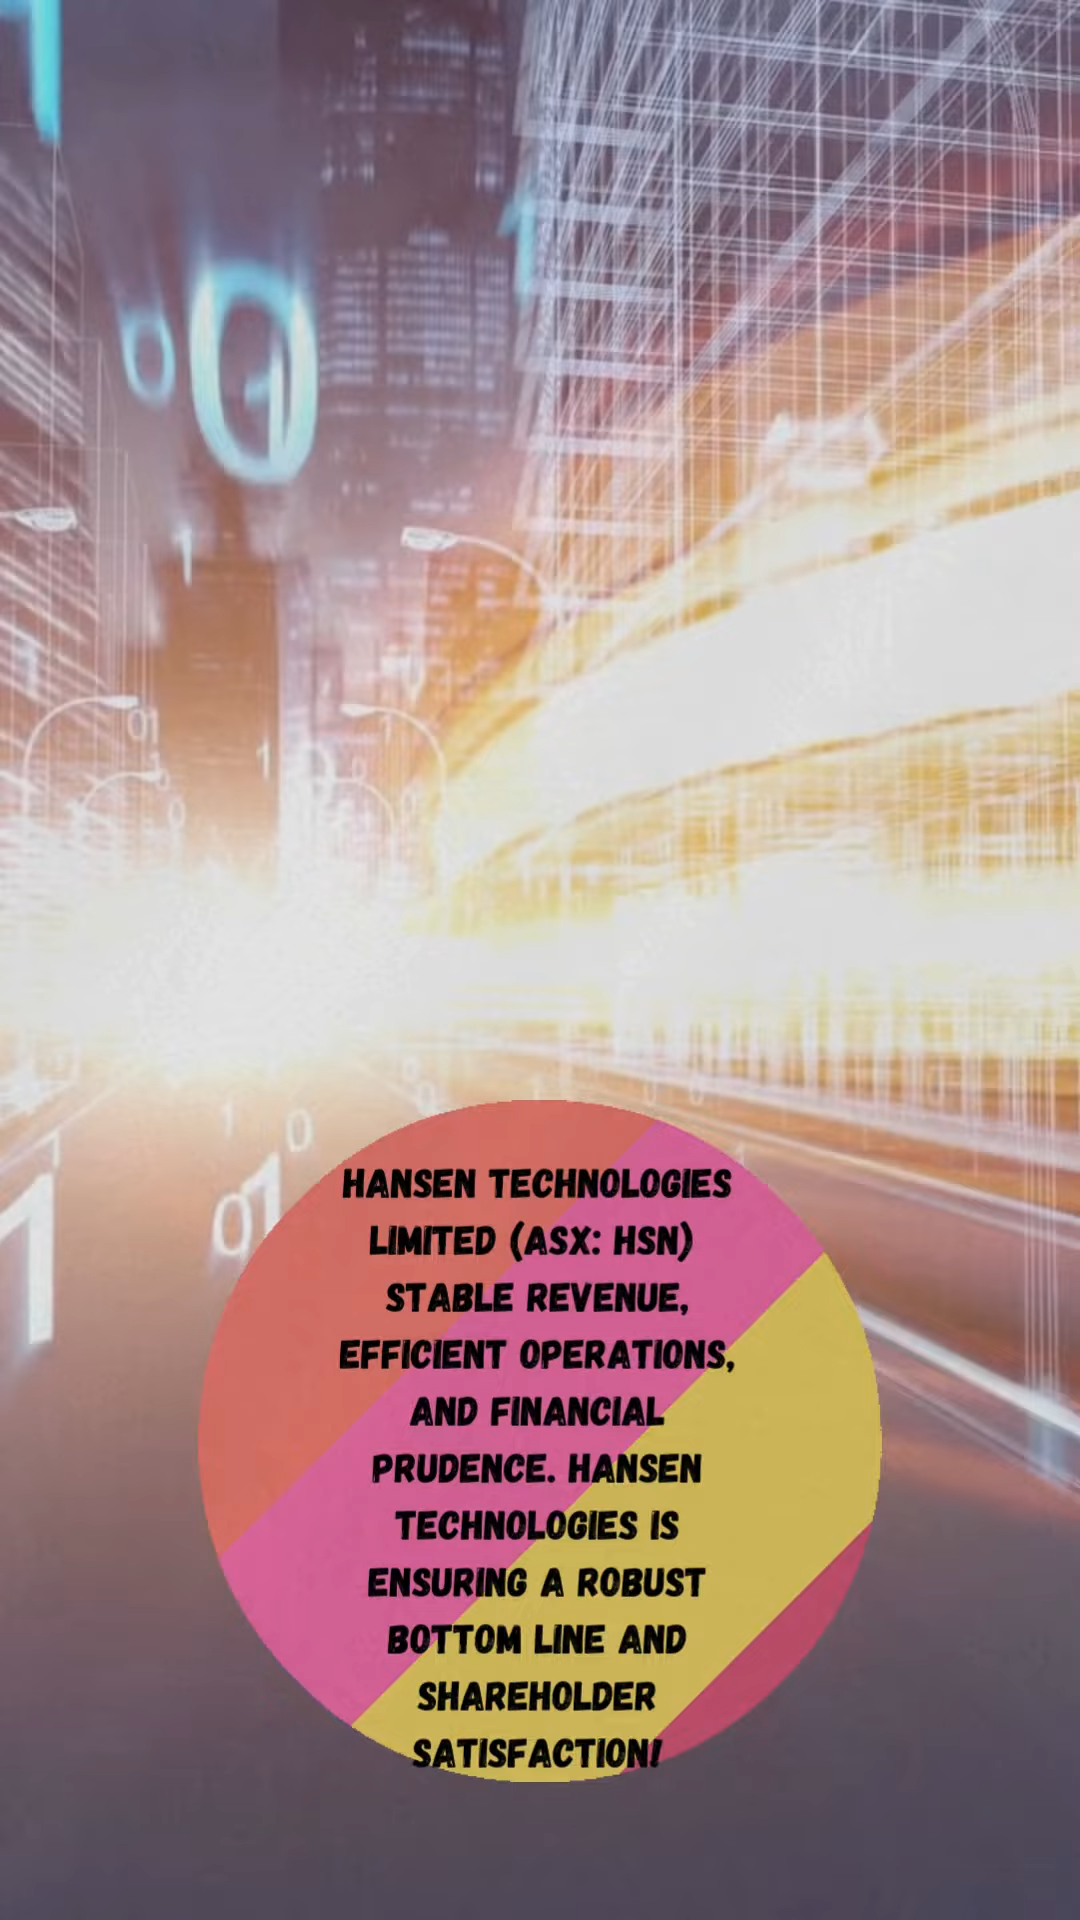 HANSEN TECHNOLOGIES
LIMITED (ASX: HSN)
STABLE REVENUE,
EFFICIENT OPERATIONS,
AND FINANCIAL
PRUDENCE. HANSEN
TECHNOLOGIES IS
ENSURING A ROBUST
BOTTOM LINE AND
SHAREHOLDER
SATISFACTION!